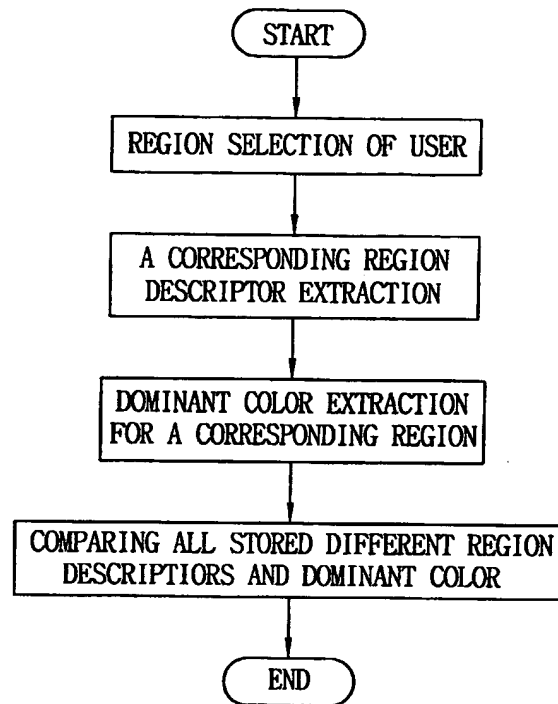 START
REGION SELECTION OF USER
A CORRESPONDING REGION
DESCRIPTOR EXTRACTION
DOMINANT COLOR EXTRACTION
FOR A CORRESPONDING REGION
COMPARING ALL STORED DIFFERENT REGION
DESCRIPTIORS AND DOMINANT COLOR
END